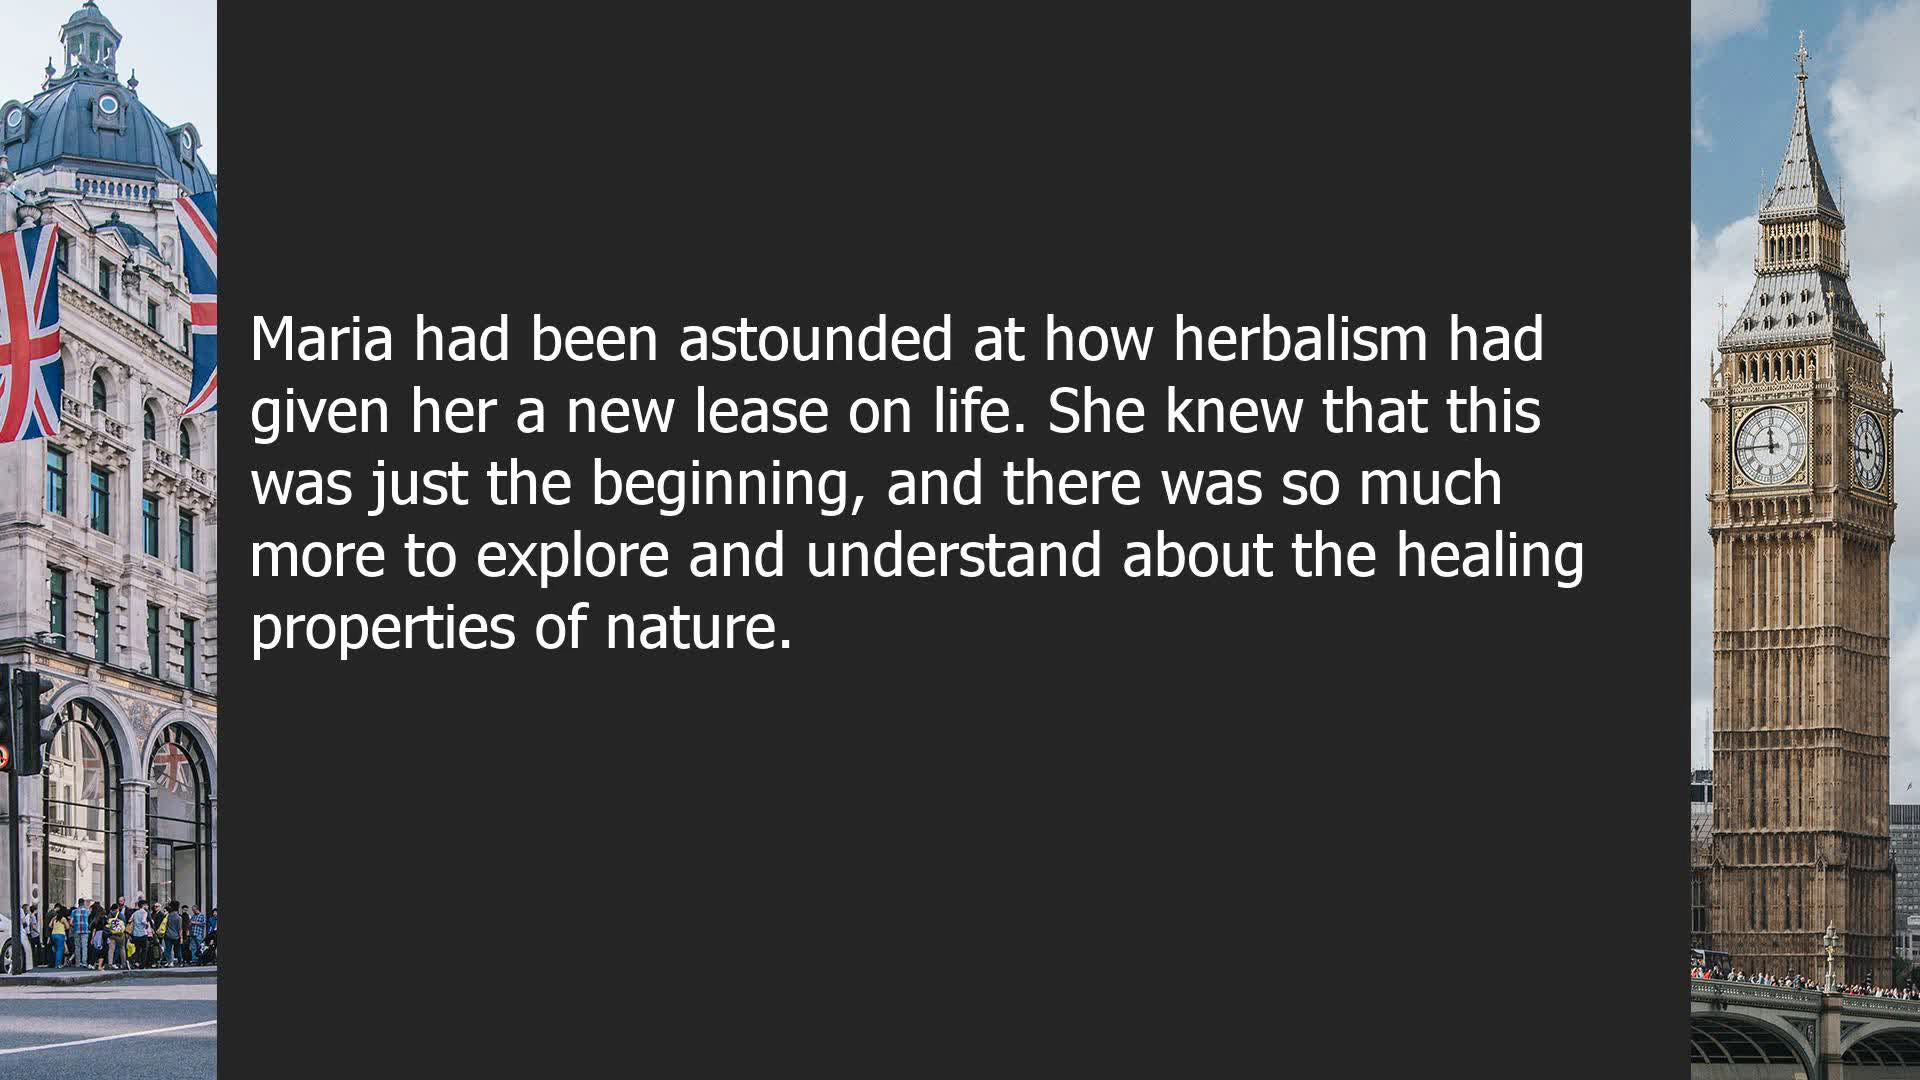 Maria had been astounded at how herbalism had
given her a new lease on life. She knew that this
was just the beginning, and there was so much
more to explore and understand about the healing
properties of nature.